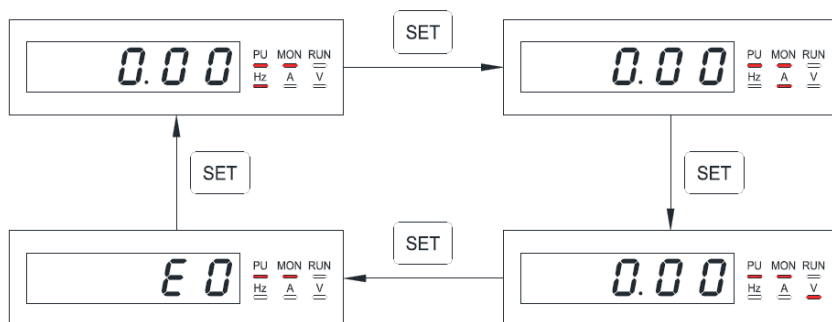 SET
0.00 PU MON RUN
Hz A V
0.00 PU MON RUN
Hz A V
SET
SET
SET
E 0 PU MON RUN
Hz A V
0.00 PU MON RUN
Hz A V